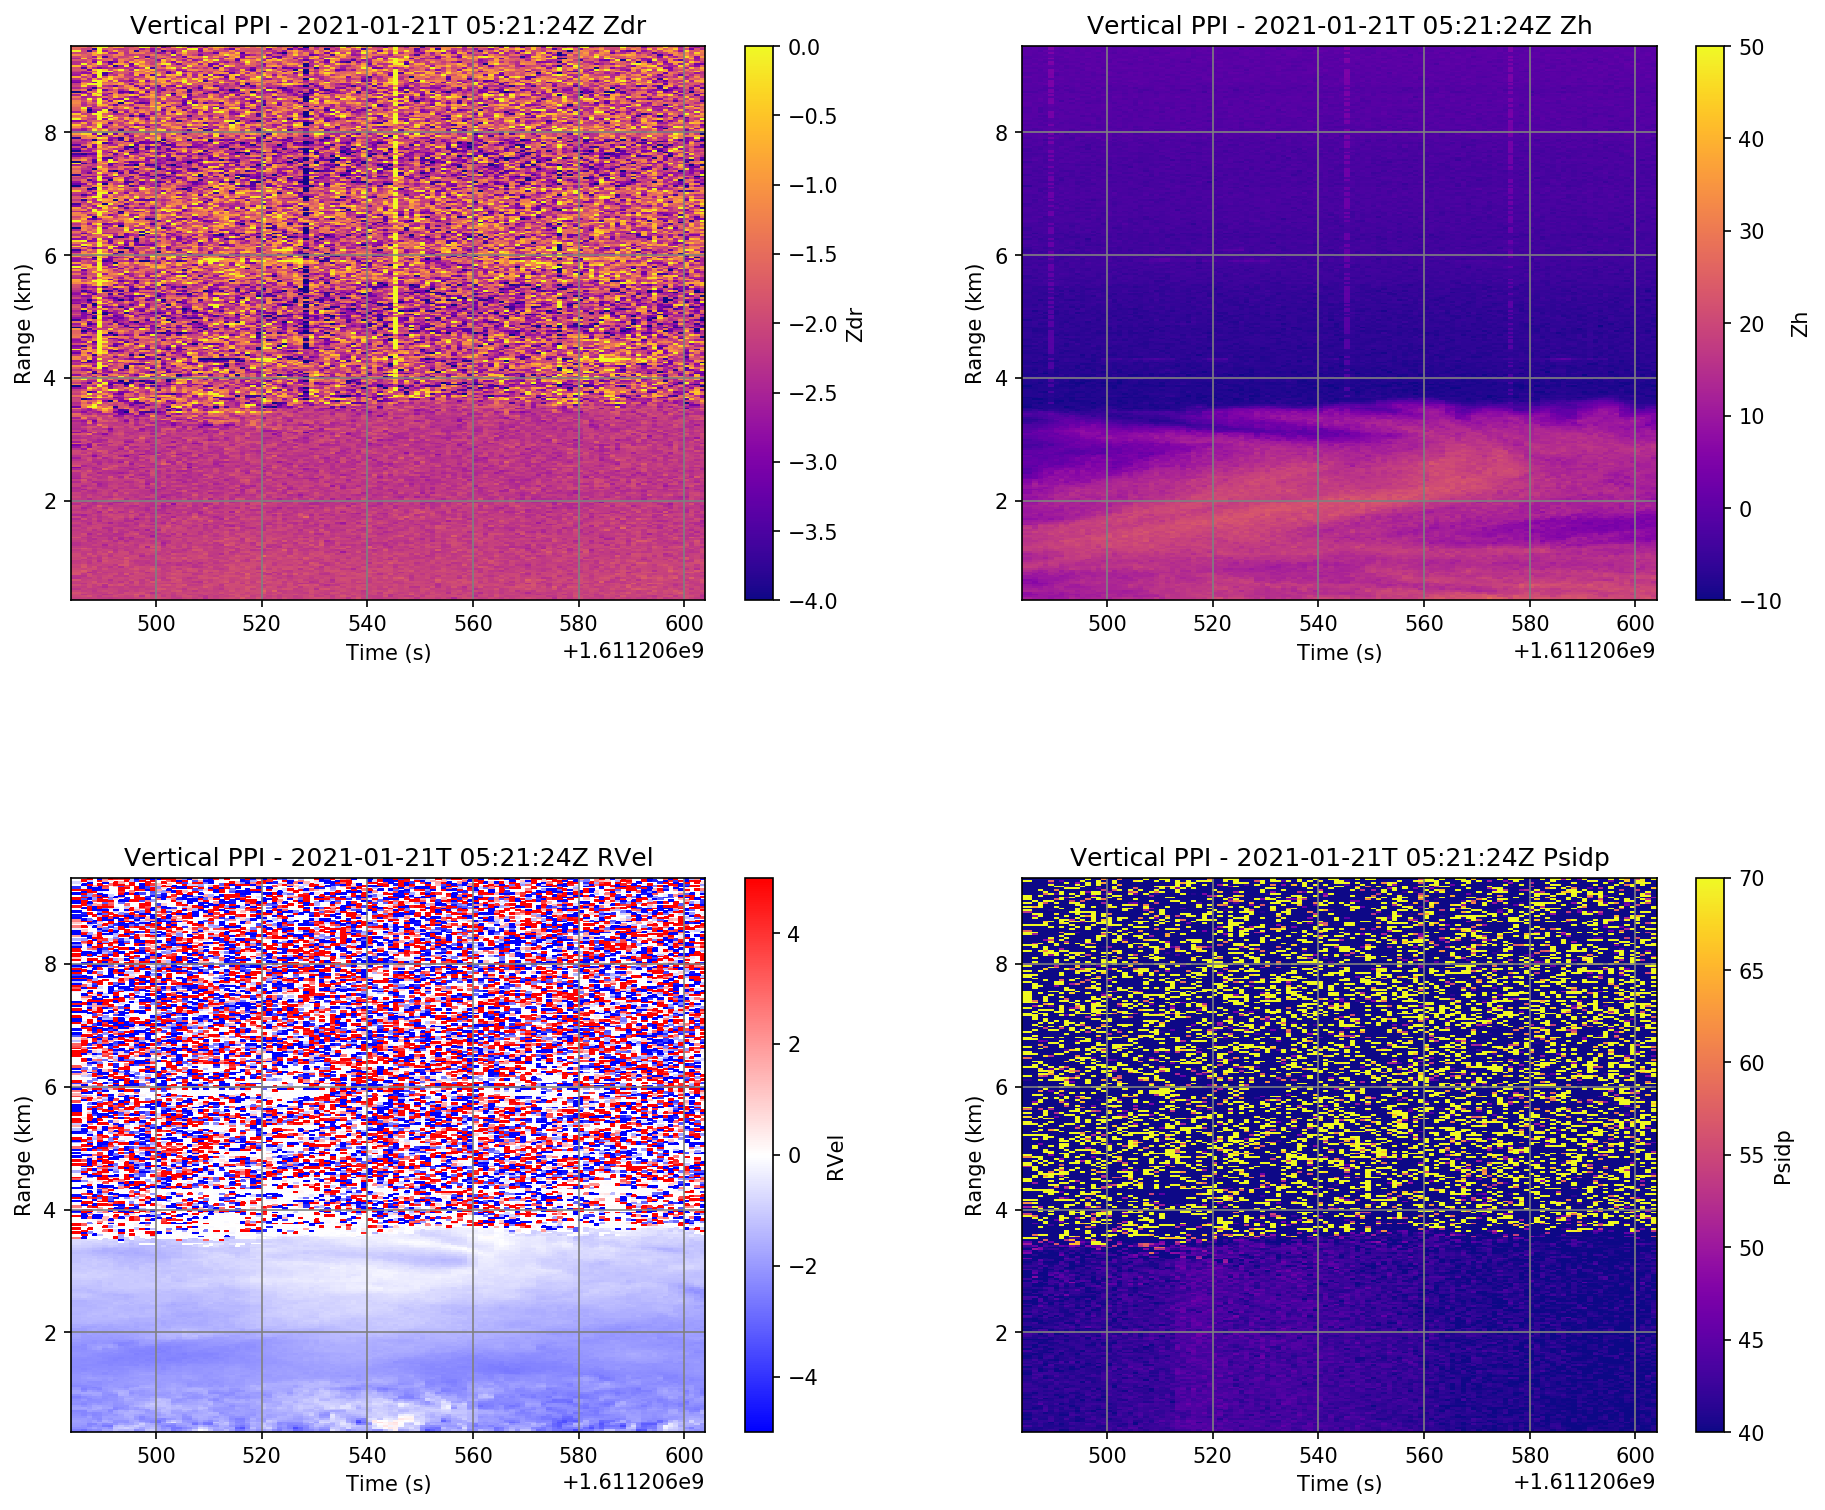 Vertical PPI - 2021-01-21T 05:21:24Z Zdr
Range (km)
8
6
4
2
500 520 540 560 580 600
Time (s)
+1.611206e9
0.0
−0.5
−1.0
−1.5
−2.0
−2.5
−3.0
−3.5
−4.0
Zdr
Vertical PPI - 2021-01-21T 05:21:24Z Zh
Range (km)
8
6
4
2
500 520 540 560 580 600
Time (s)
+1.611206e9
50
40
30
20
10
0
−10
Zh
Vertical PPI - 2021-01-21T 05:21:24Z RVel
Range (km)
8
6
4
2
500 520 540 560 580 600
Time (s)
+1.611206e9
4
2
0
−2
−4
RVel
Vertical PPI - 2021-01-21T 05:21:24Z Psidp
Range (km)
8
6
4
2
500 520 540 560 580 600
Time (s)
+1.611206e9
70
65
60
55
50
45
40
Psidp